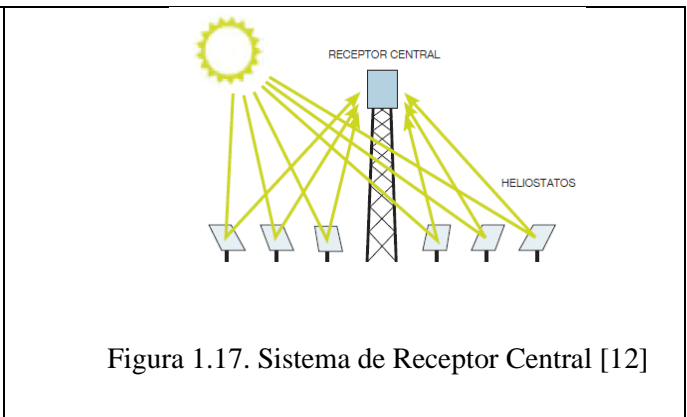 RECEPTOR CENTRAL
HELIOSTATOS
Figura 1.17. Sistema de Receptor Central [12]